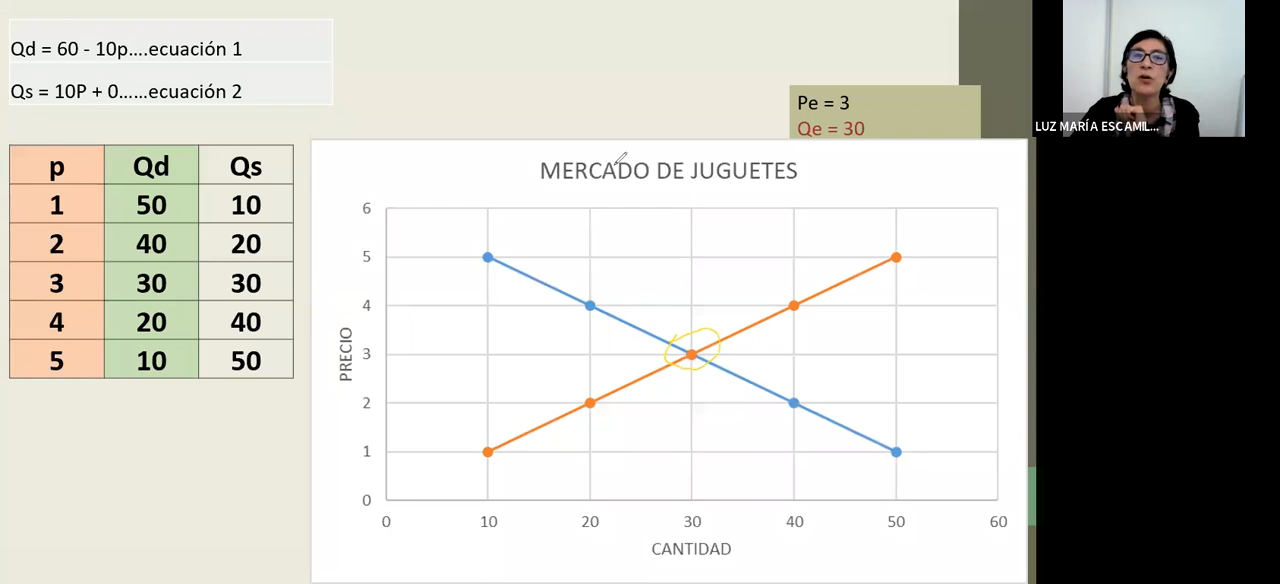 Qd = 60 - 10p....ecuación 1
Qs = 10P + 0......ecuación 2
Pe = 3
Qe = 30
LUZ MARÍA ESCAMIL...
p Qd Qs
1 50 10
2 40 20
3 30 30
4 20 40
5 10 50
MERCADO DE JUGUETES
6
5
4
3
2
1
0
PRECIO
0 10 20 30 40 50 60
CANTIDAD